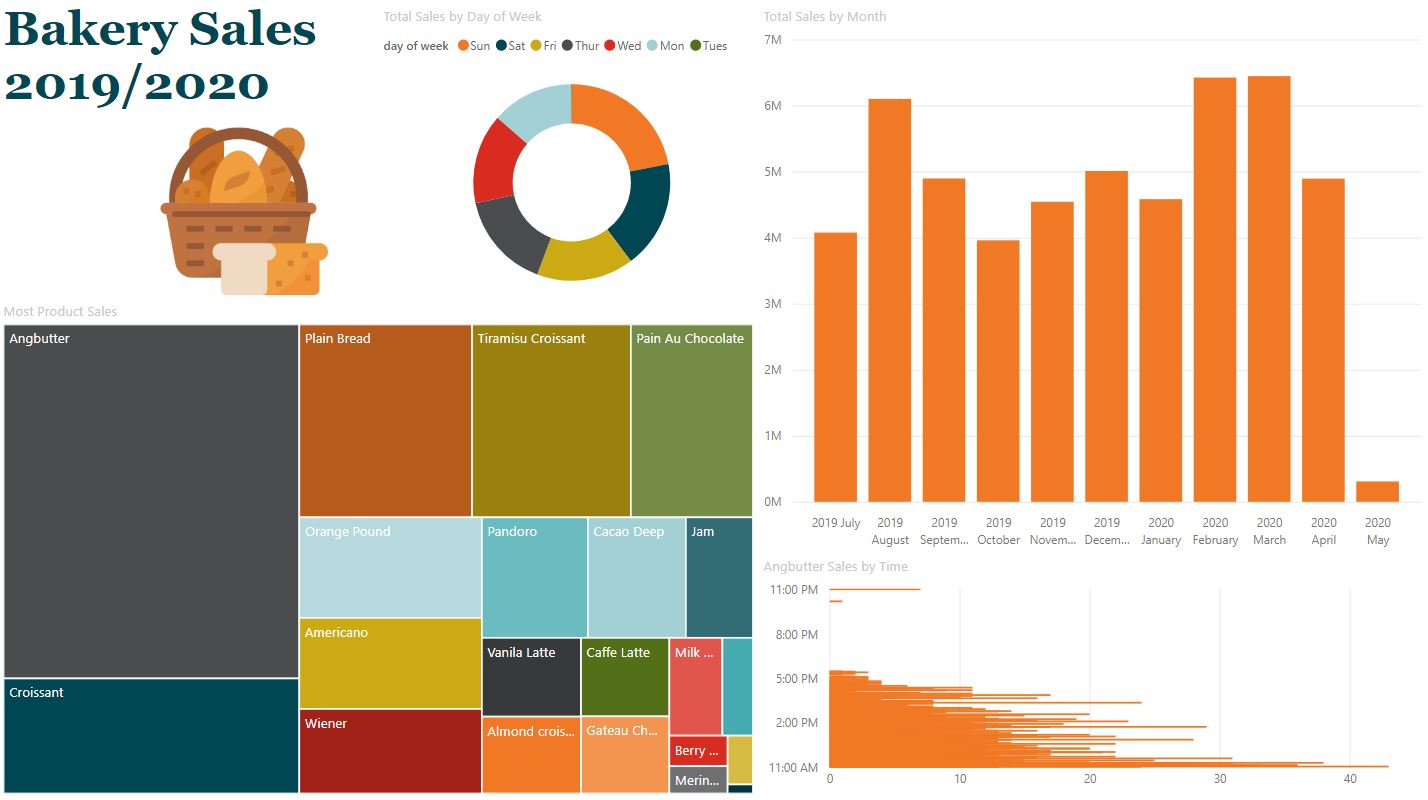 Bakery Sales
2019/2020
Total Sales by Day of Week
day of week Sun Sat Fri Thur Wed Mon Tues
Most Product Sales
Angbutter
Plain Bread
Tiramisu Croissant
Pain Au Chocolate
Orange Pound
Pandoro
Cacao Deep
Jam
Americano
Vanila Latte
Caffe Latte
Milk ...
Croissant
Wiener
Almond crois...
Gateau Ch...
Berry ...
Merin...
Total Sales by Month
7M
6M
5M
4M
3M
2M
1M
0M
2019 July
2019
August
2019
Septem...
2019
October
2019
Novem...
2019
Decem...
2020
January
2020
February
2020
March
2020
April
2020
May
Angbutter Sales by Time
11:00 PM
8:00 PM
5:00 PM
2:00 PM
11:00 AM
0 10 20 30 40